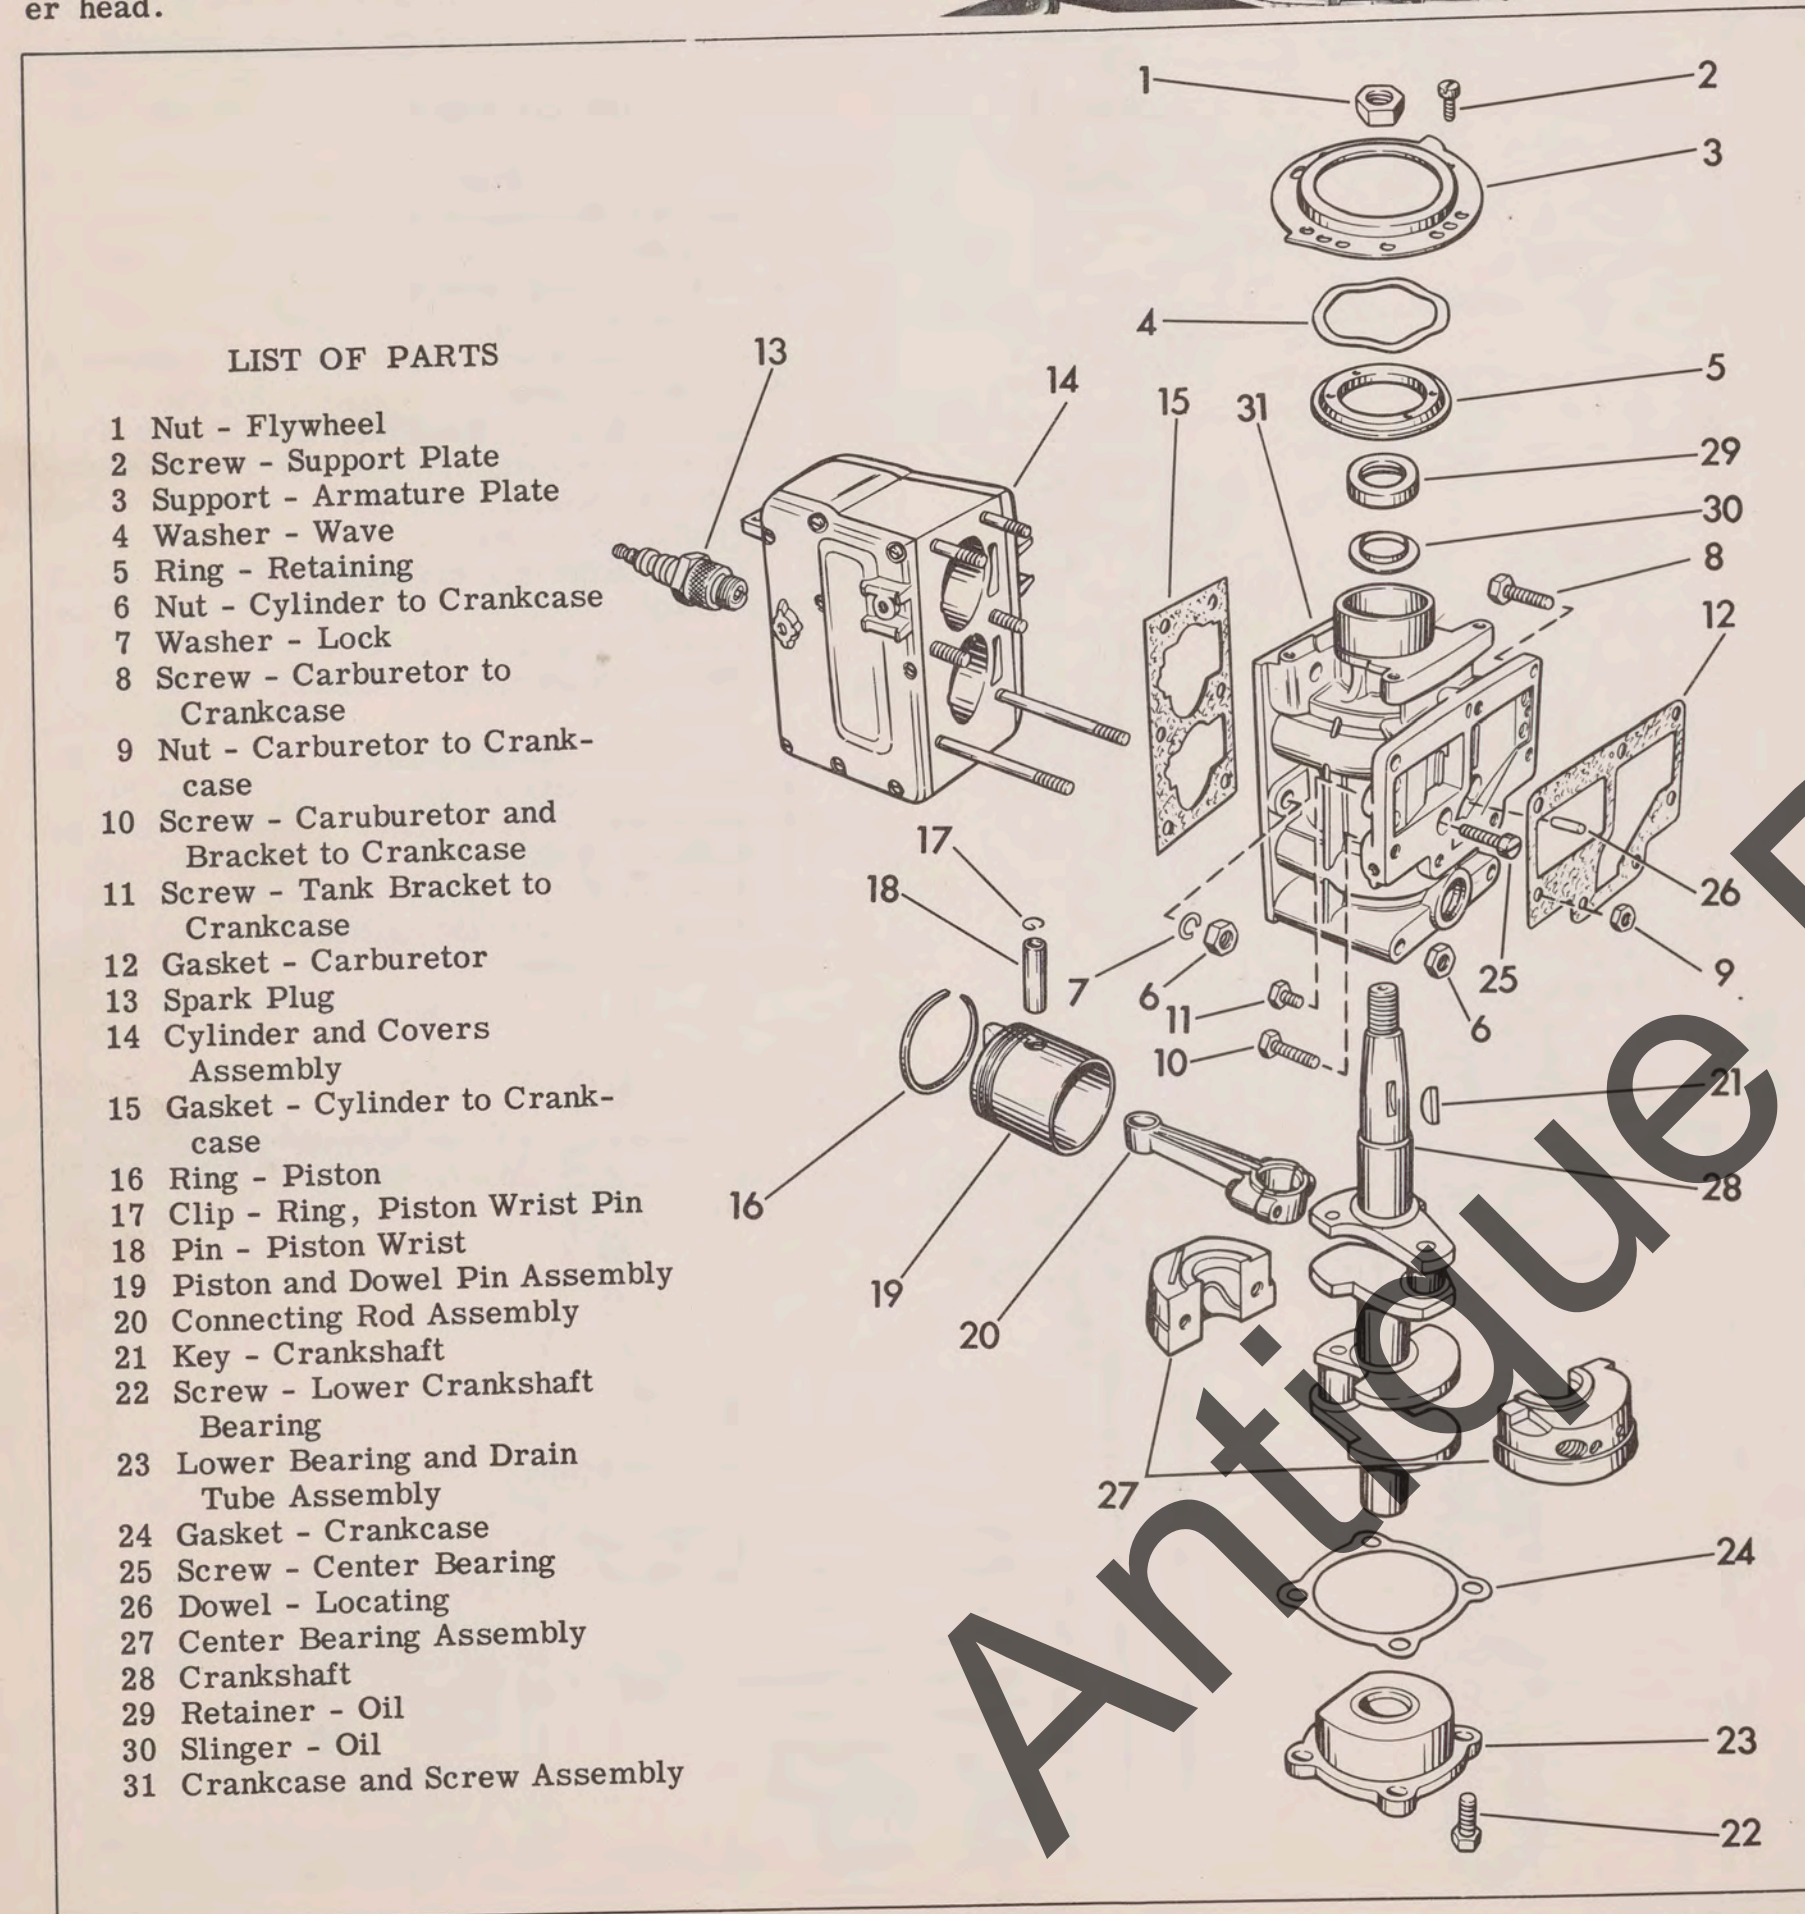 er head.
LIST OF PARTS
1 Nut - Flywheel
2 Screw - Support Plate
3 Support - Armature Plate
4 Washer - Wave
5 Ring - Retaining
6 Nut - Cylinder to Crankcase
7 Washer - Lock
8 Screw - Carburetor to
Crankcase
9 Nut - Carburetor to Crank-
case
10 Screw - Caruburetor and
Bracket to Crankcase
11 Screw - Tank Bracket to
Crankcase
12 Gasket - Carburetor
13 Spark Plug
14 Cylinder and Covers
Assembly
15 Gasket - Cylinder to Crank-
case
16 Ring - Piston
17 Clip - Ring, Piston Wrist Pin
18 Pin - Piston Wrist
19 Piston and Dowel Pin Assembly
20 Connecting Rod Assembly
21 Key - Crankshaft
22 Screw - Lower Crankshaft
Bearing
23 Lower Bearing and Drain
Tube Assembly
24 Gasket - Crankcase
25 Screw - Center Bearing
26 Dowel - Locating
27 Center Bearing Assembly
28 Crankshaft
29 Retainer - Oil
30 Slinger - Oil
31 Crankcase and Screw Assembly
1
2
3
4
5
13
14
15
31
29
30
8
12
17
18
26
7
6
25
9
11
6
10
21
16
28
19
20
27
24
23
22
Antique